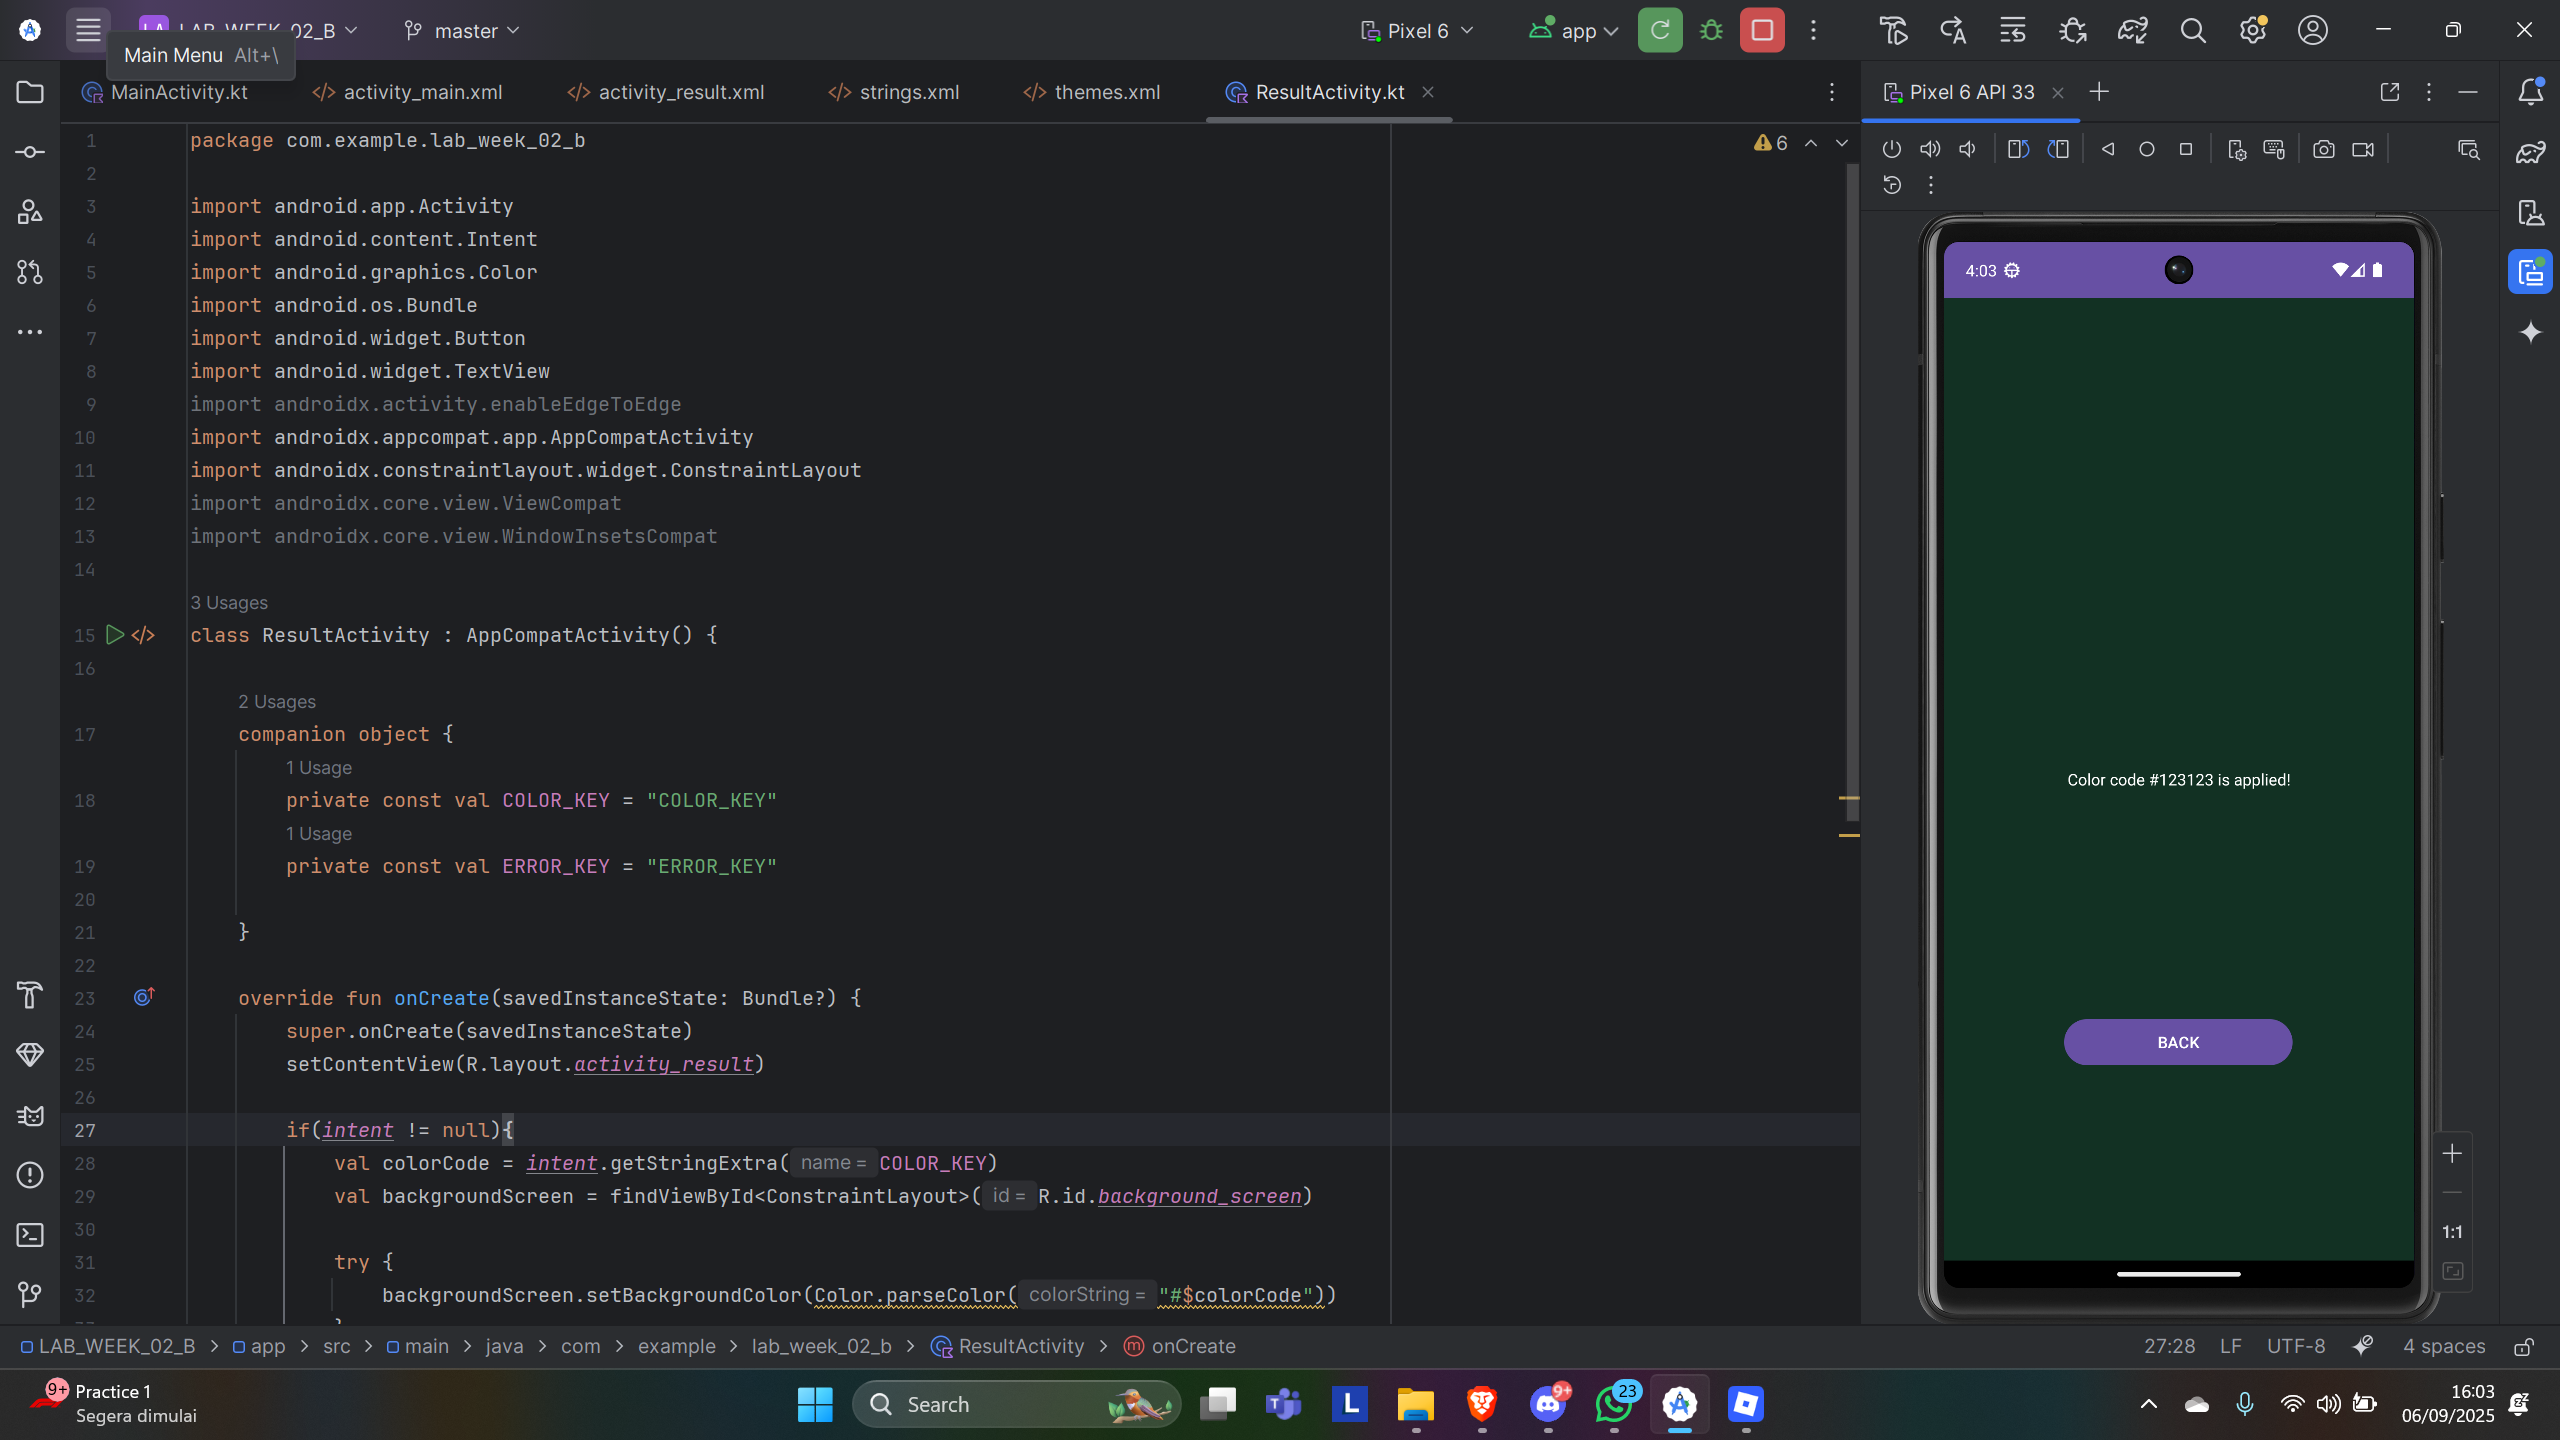 LAB_WEEK_02_B
master
Pixel 6
app
Main Menu Alt+\
MainActivity.kt
activity_main.xml
activity_result.xml
strings.xml
themes.xml
ResultActivity.kt
Pixel 6 API 33
6
1 package com.example.lab_week_02_b
2
3 import android.app.Activity
4 import android.content.Intent
5 import android.graphics.Color
6 import android.os.Bundle
7 import android.widget.Button
8 import android.widget.TextView
9 import androidx.activity.enableEdgeToEdge
10 import androidx.appcompat.app.AppCompatActivity
11 import androidx.constraintlayout.widget.ConstraintLayout
12 import androidx.core.view.ViewCompat
13 import androidx.core.view.WindowInsetsCompat
14
3 Usages
15 class ResultActivity : AppCompatActivity() {
16
2 Usages
17 companion object {
1 Usage
18 private const val COLOR_KEY = "COLOR_KEY"
1 Usage
19 private const val ERROR_KEY = "ERROR_KEY"
20
21 }
22
23 override fun onCreate(savedInstanceState: Bundle?) {
24 super.onCreate(savedInstanceState)
25 setContentView(R.layout.activity_result)
26
27 if(intent != null){
28 val colorCode = intent.getStringExtra( name = COLOR_KEY)
29 val backgroundScreen = findViewById<ConstraintLayout>( id = R.id.background_screen)
30
31 try {
32 backgroundScreen.setBackgroundColor(Color.parseColor( colorString = "#$colorCode"))
4:03
Color code #123123 is applied!
BACK
1:1
LAB_WEEK_02_B > app > src > main > java > com > example > lab_week_02_b > ResultActivity > onCreate
27:28 LF UTF-8 4 spaces
9+
Practice 1
Segera dimulai
Search
L
9+
23
16:03
06/09/2025